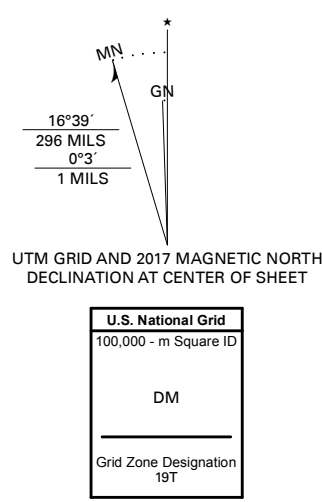 ★
MN
GN
16°39´
296 MILS
0°3´
1 MILS
UTM GRID AND 2017 MAGNETIC NORTH
DECLINATION AT CENTER OF SHEET
U.S. National Grid
100,000 - m Square ID
DM
Grid Zone Designation
19T